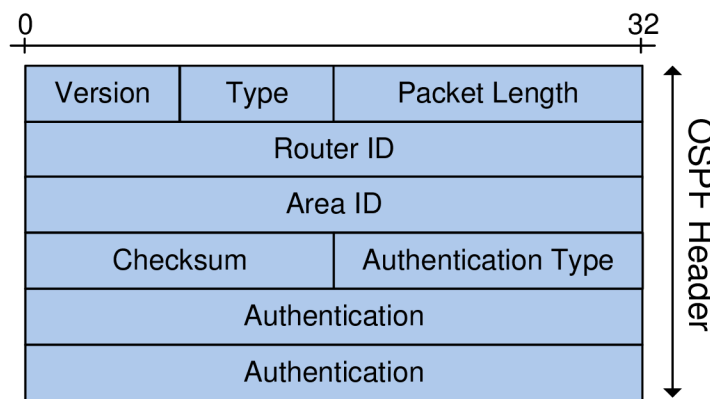 0 32
Version Type Packet Length
Router ID
Area ID
Checksum Authentication Type
Authentication
Authentication
OSPF Header